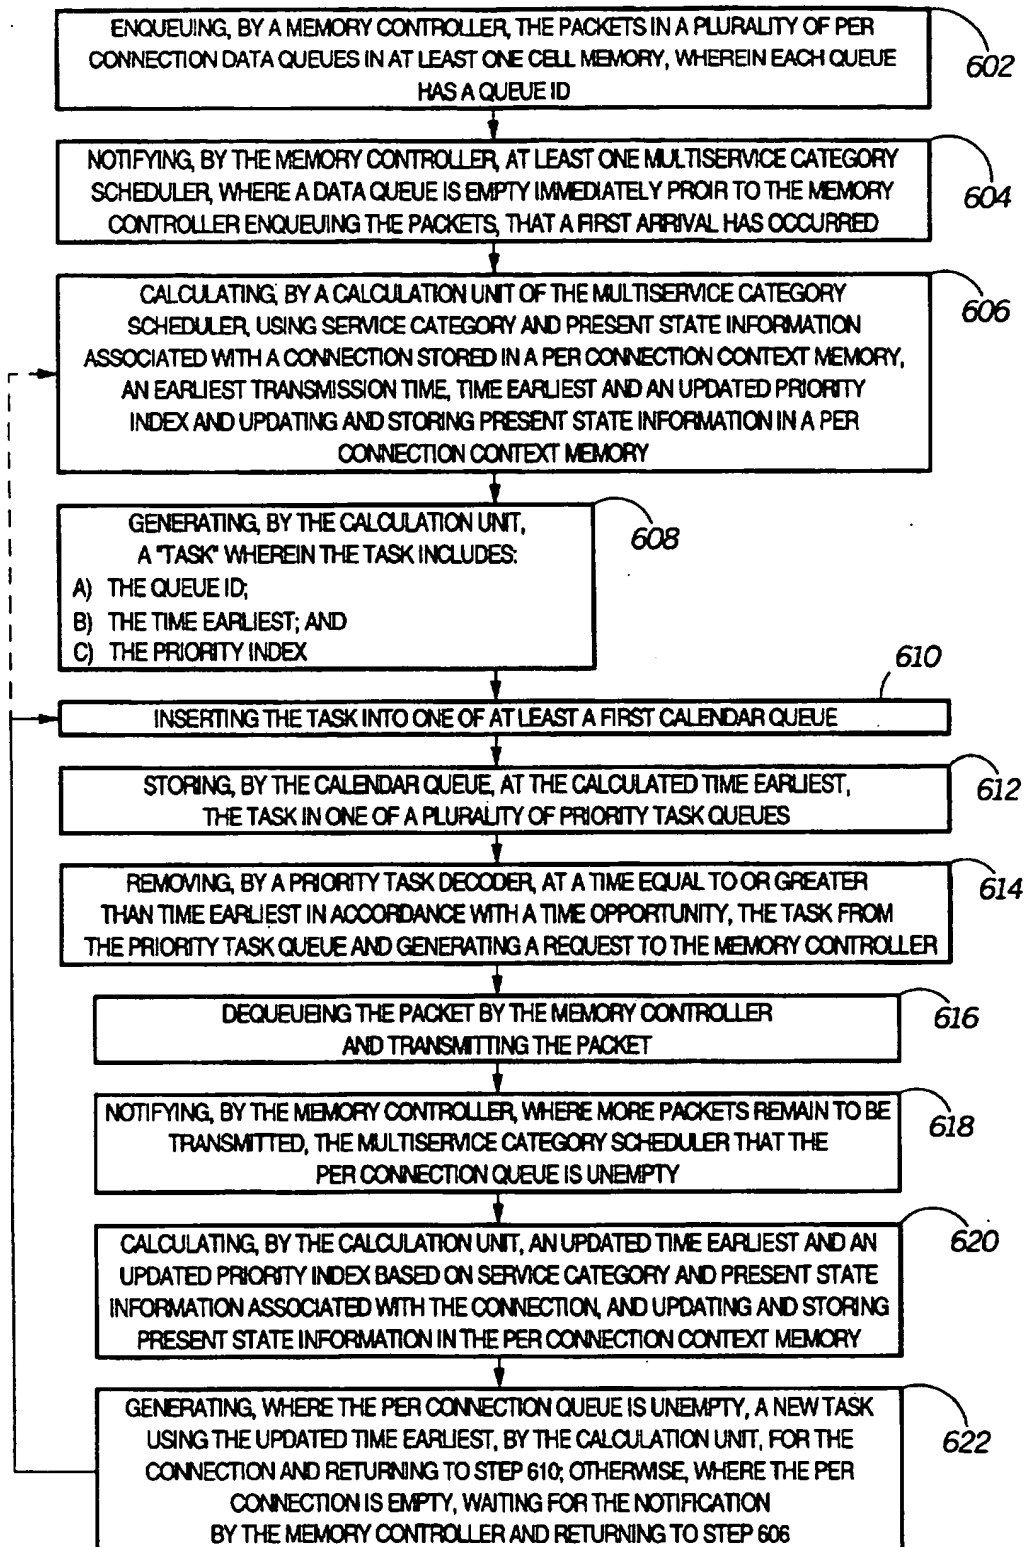 ENQUEUING, BY A MEMORY CONTROLLER, THE PACKETS IN A PLURALITY OF PER
CONNECTION DATA QUEUES IN AT LEAST ONE CELL MEMORY, WHEREIN EACH QUEUE
HAS A QUEUE ID
602
NOTIFYING, BY THE MEMORY CONTROLLER, AT LEAST ONE MULTISERVICE CATEGORY
SCHEDULER, WHERE A DATA QUEUE IS EMPTY IMMEDIATELY PROIR TO THE MEMORY
CONTROLLER ENQUEUING THE PACKETS, THAT A FIRST ARRIVAL HAS OCCURRED
604
CALCULATING, BY A CALCULATION UNIT OF THE MULTISERVICE CATEGORY
SCHEDULER, USING SERVICE CATEGORY AND PRESENT STATE INFORMATION
ASSOCIATED WITH A CONNECTION STORED IN A PER CONNECTION CONTEXT MEMORY,
AN EARLIEST TRANSMISSION TIME, TIME EARLIEST AND AN UPDATED PRIORITY
INDEX AND UPDATING AND STORING PRESENT STATE INFORMATION IN A PER
CONNECTION CONTEXT MEMORY
606
GENERATING, BY THE CALCULATION UNIT,
A "TASK" WHEREIN THE TASK INCLUDES:
A) THE QUEUE ID;
B) THE TIME EARLIEST; AND
C) THE PRIORITY INDEX
608
610
INSERTING THE TASK INTO ONE OF AT LEAST A FIRST CALENDAR QUEUE
STORING, BY THE CALENDAR QUEUE, AT THE CALCULATED TIME EARLIEST,
THE TASK IN ONE OF A PLURALITY OF PRIORITY TASK QUEUES
612
REMOVING, BY A PRIORITY TASK DECODER, AT A TIME EQUAL TO OR GREATER
THAN TIME EARLIEST IN ACCORDANCE WITH A TIME OPPORTUNITY, THE TASK FROM
THE PRIORITY TASK QUEUE AND GENERATING A REQUEST TO THE MEMORY CONTROLLER
614
DEQUEUEING THE PACKET BY THE MEMORY CONTROLLER
AND TRANSMITTING THE PACKET
616
NOTIFYING, BY THE MEMORY CONTROLLER, WHERE MORE PACKETS REMAIN TO BE
TRANSMITTED, THE MULTISERVICE CATEGORY SCHEDULER THAT THE
PER CONNECTION QUEUE IS UNEMPTY
618
CALCULATING, BY THE CALCULATION UNIT, AN UPDATED TIME EARLIEST AND AN
UPDATED PRIORITY INDEX BASED ON SERVICE CATEGORY AND PRESENT STATE
INFORMATION ASSOCIATED WITH THE CONNECTION, AND UPDATING AND STORING
PRESENT STATE INFORMATION IN THE PER CONNECTION CONTEXT MEMORY
620
GENERATING, WHERE THE PER CONNECTION QUEUE IS UNEMPTY, A NEW TASK
USING THE UPDATED TIME EARLIEST, BY THE CALCULATION UNIT, FOR THE
CONNECTION AND RETURNING TO STEP 610; OTHERWISE, WHERE THE PER
CONNECTION IS EMPTY, WAITING FOR THE NOTIFICATION
BY THE MEMORY CONTROLLER AND RETURNING TO STEP 606
622